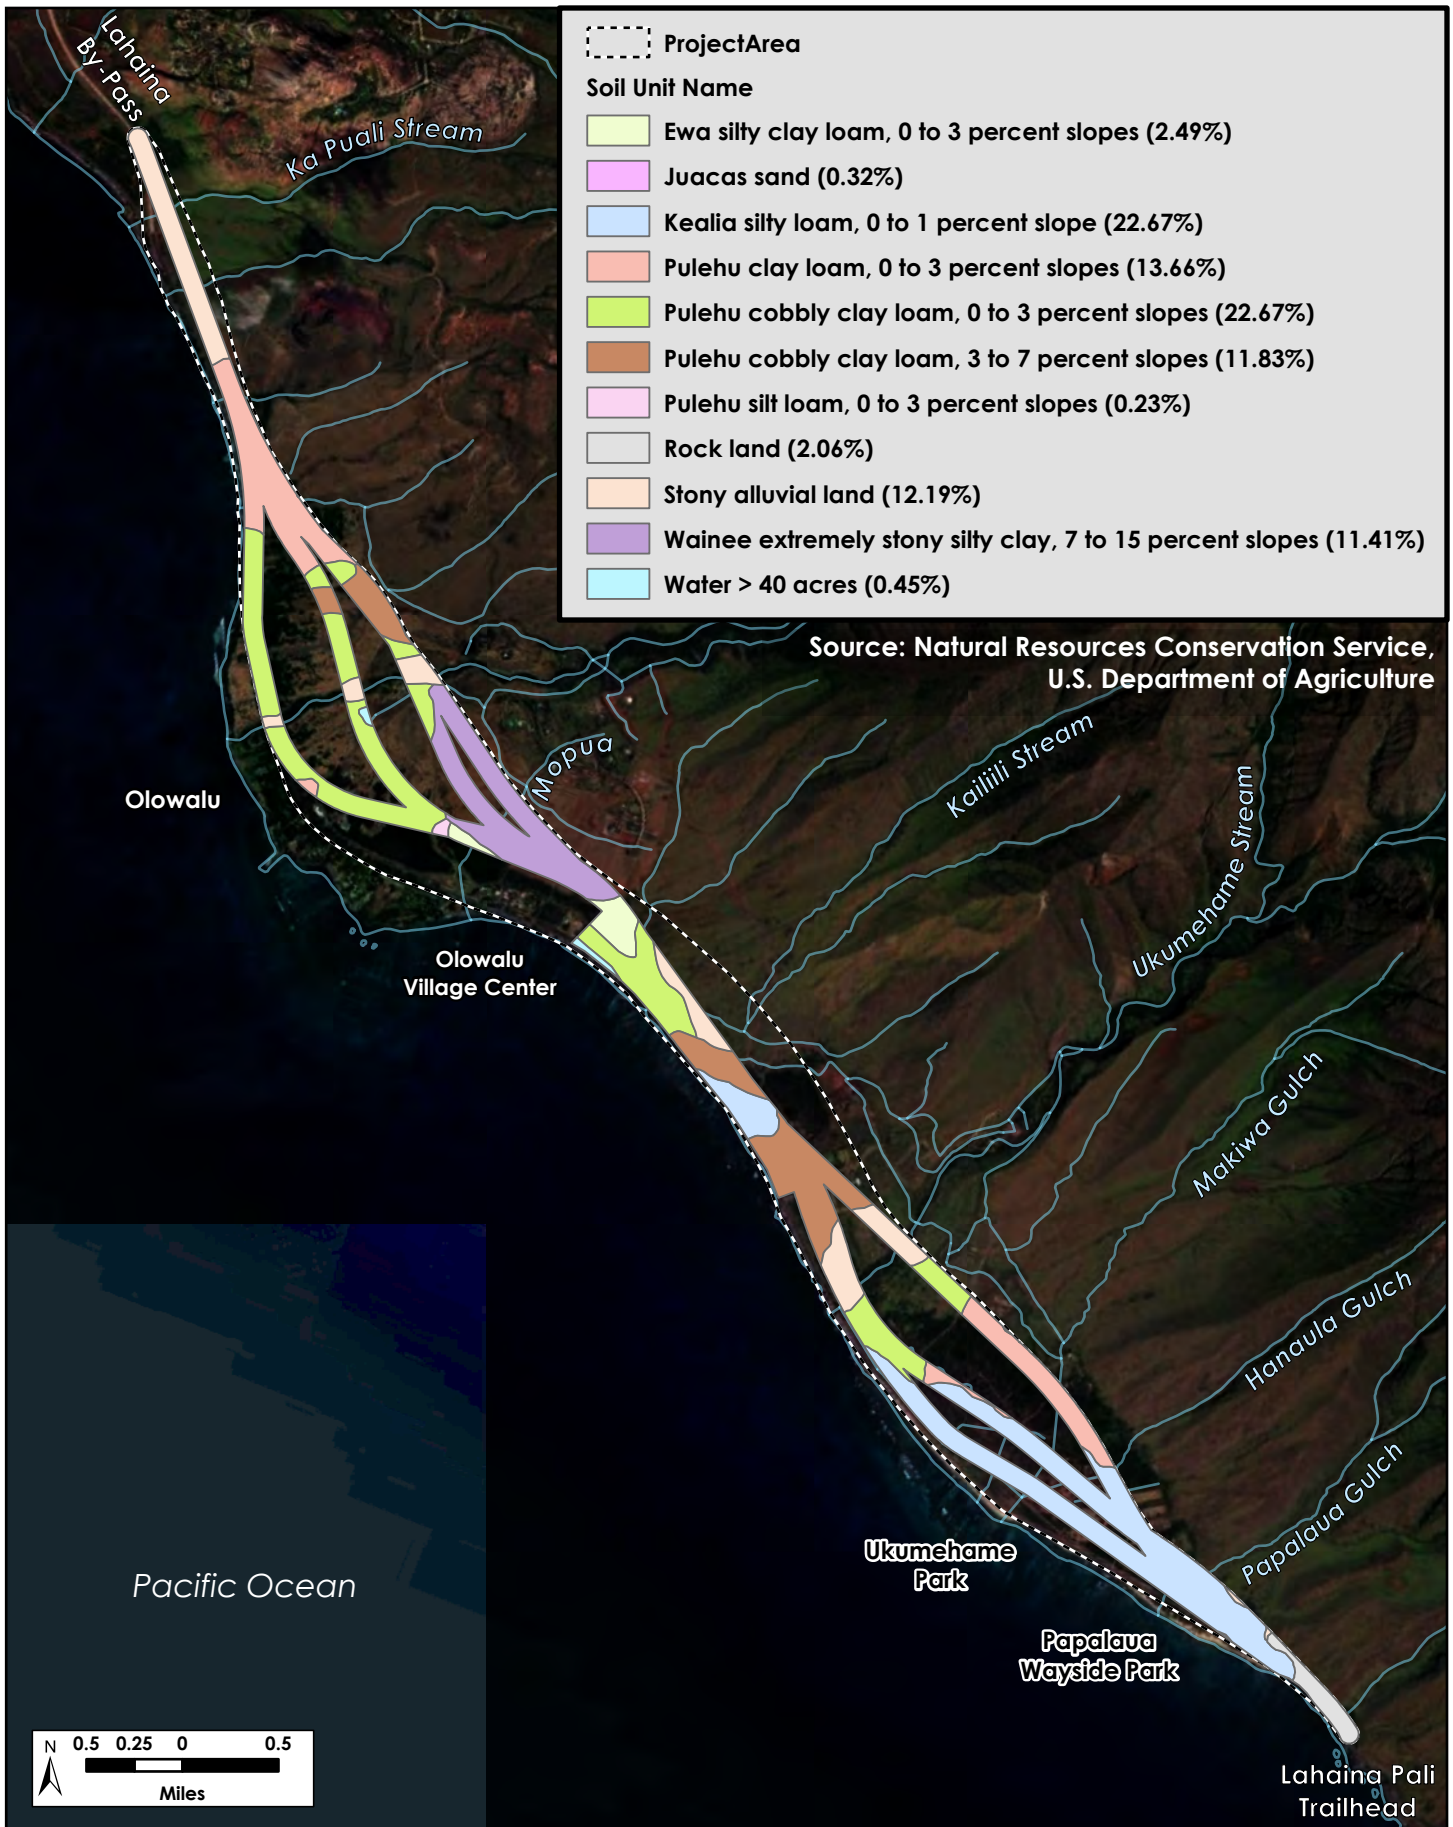 Lahaina
By-Pass
Ka Puali Stream
ProjectArea
Soil Unit Name
Ewa silty clay loam, 0 to 3 percent slopes (2.49%)
Juacas sand (0.32%)
Kealia silty loam, 0 to 1 percent slope (22.67%)
Pulehu clay loam, 0 to 3 percent slopes (13.66%)
Pulehu cobbly clay loam, 0 to 3 percent slopes (22.67%)
Pulehu cobbly clay loam, 3 to 7 percent slopes (11.83%)
Pulehu silt loam, 0 to 3 percent slopes (0.23%)
Rock land (2.06%)
Stony alluvial land (12.19%)
Wainee extremely stony silty clay, 7 to 15 percent slopes (11.41%)
Water > 40 acres (0.45%)
Source: Natural Resources Conservation Service,
U.S. Department of Agriculture
Mopua
Kailiili Stream
Ukumehame Stream
Olowalu
Olowalu
Village Center
Makiwa Gulch
Hanaula Gulch
Papalaua Gulch
Ukumehame
Park
Pacific Ocean
Papalaua
Wayside Park
N 0.5 0.25 0 0.5
Miles
Lahaina Pali
Trailhead